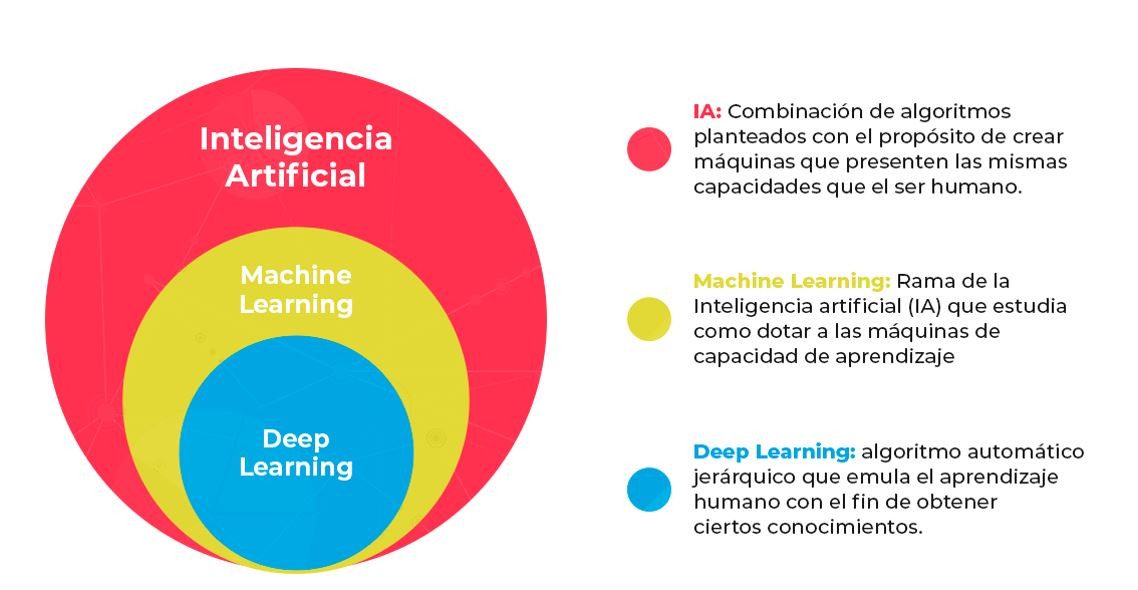 Inteligencia
Artificial
Machine
Learning
Deep
Learning
IA: Combinación de algoritmos
planteados con el propósito de crear
máquinas que presenten las mismas
capacidades que el ser humano.
Machine Learning: Rama de la
Inteligencia artificial (IA) que estudia
como dotar a las máquinas de
capacidad de aprendizaje
Deep Learning: algoritmo automático
jerárquico que emula el aprendizaje
humano con el fin de obtener
ciertos conocimientos.